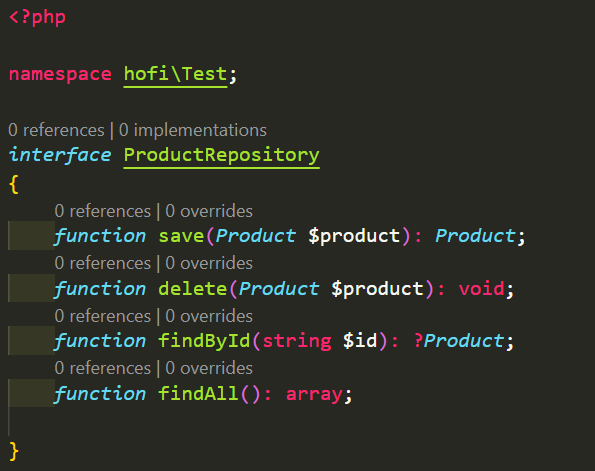 <?php
namespace hofi\Test;
0 references | 0 implementations
interface ProductRepository
{
0 references | 0 overrides
function save(Product $product): Product;
0 references | 0 overrides
function delete(Product $product): void;
0 references | 0 overrides
function findById(string $id): ?Product;
0 references | 0 overrides
function findAll(): array;
}